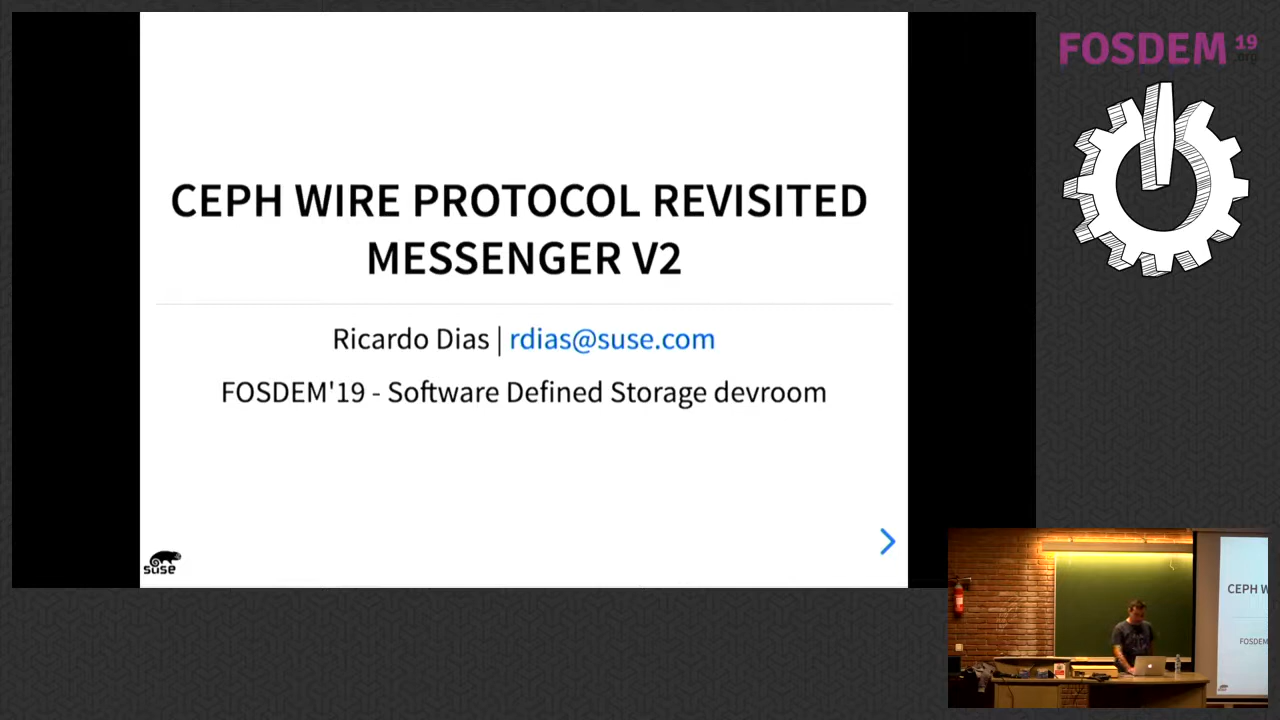 CEPH WIRE PROTOCOL REVISITED
MESSENGER V2
Ricardo Dias | rdias@suse.com
FOSDEM'19 - Software Defined Storage devroom
suse
FOSDEM 19
.org
CEPH W
FOSDEM